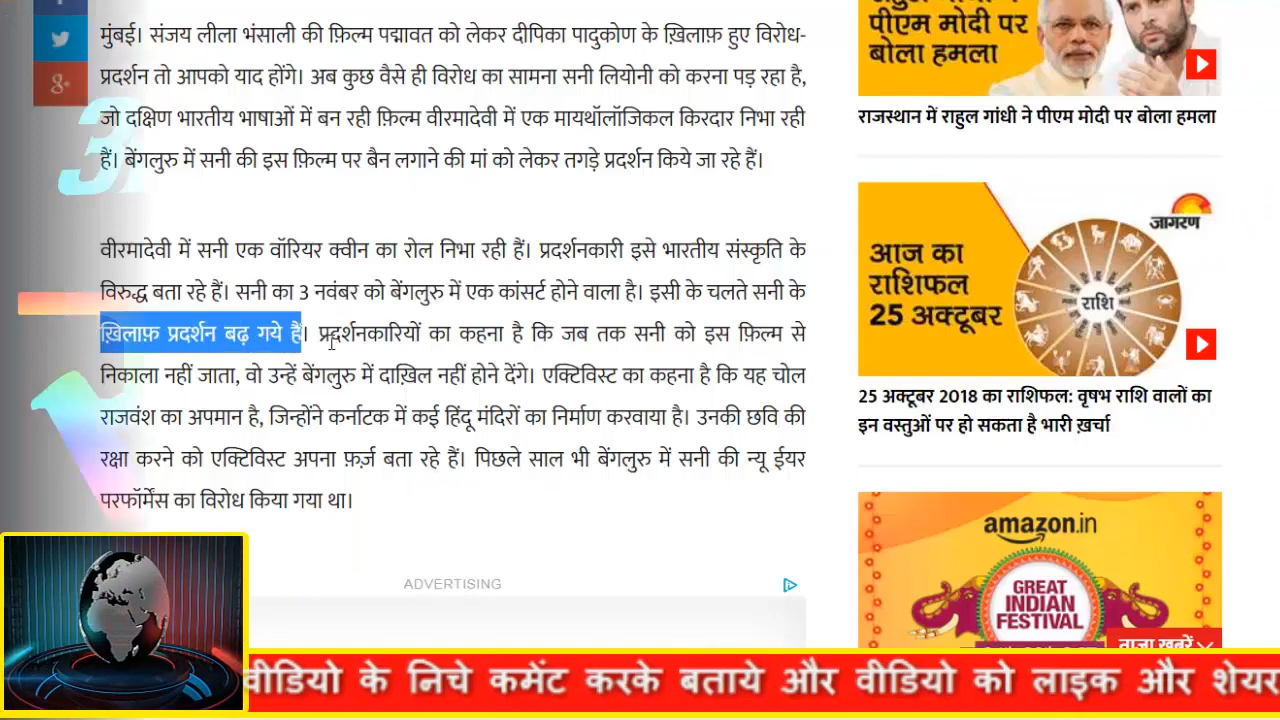 मुंबई। संजय लीला भंसाली की फ़िल्म पद्मावत को लेकर दीपिका पादुकोण के ख़िलाफ़ हुए विरोध-
प्रदर्शन तो आपको याद होंगे। अब कुछ वैसे ही विरोध का सामना सनी लियोनी को करना पड़ रहा है,
जो दक्षिण भारतीय भाषाओं में बन रही फ़िल्म वीरमादेवी में एक मायथॉलॉजिकल किरदार निभा रही
हैं। बेंगलुरु में सनी की इस फ़िल्म पर बैन लगाने की मां को लेकर तगड़े प्रदर्शन किये जा रहे हैं।
वीरमादेवी में सनी एक वॉरियर क्वीन का रोल निभा रही हैं। प्रदर्शनकारी इसे भारतीय संस्कृति के
विरुद्ध बता रहे हैं। सनी का 3 नवंबर को बेंगलुरु में एक कांसर्ट होने वाला है। इसी के चलते सनी के
ख़िलाफ़ प्रदर्शन बढ़ गये हैं। प्रदर्शनकारियों का कहना है कि जब तक सनी को इस फ़िल्म से
निकाला नहीं जाता, वो उन्हें बेंगलुरु में दाख़िल नहीं होने देंगे। एक्टिविस्ट का कहना है कि यह चोल
राजवंश का अपमान है, जिन्होंने कर्नाटक में कई हिंदू मंदिरों का निर्माण करवाया है। उनकी छवि की
रक्षा करने को एक्टिविस्ट अपना फ़र्ज़ बता रहे हैं। पिछले साल भी बेंगलुरु में सनी की न्यू ईयर
परफॉर्मेंस का विरोध किया गया था।
ADVERTISING
पीएम मोदी पर
बोला हमला
राजस्थान में राहुल गांधी ने पीएम मोदी पर बोला हमला
जागरण
आज का
राशिफल
25 अक्टूबर
राशि
25 अक्टूबर 2018 का राशिफल: वृषभ राशि वालों का
इन वस्तुओं पर हो सकता है भारी ख़र्चा
amazon.in
GREAT
INDIAN
FESTIVAL
ताज़ा ख़बरें
वीडियो के निचे कमेंट करके बताये और वीडियो को लाइक और शेयर